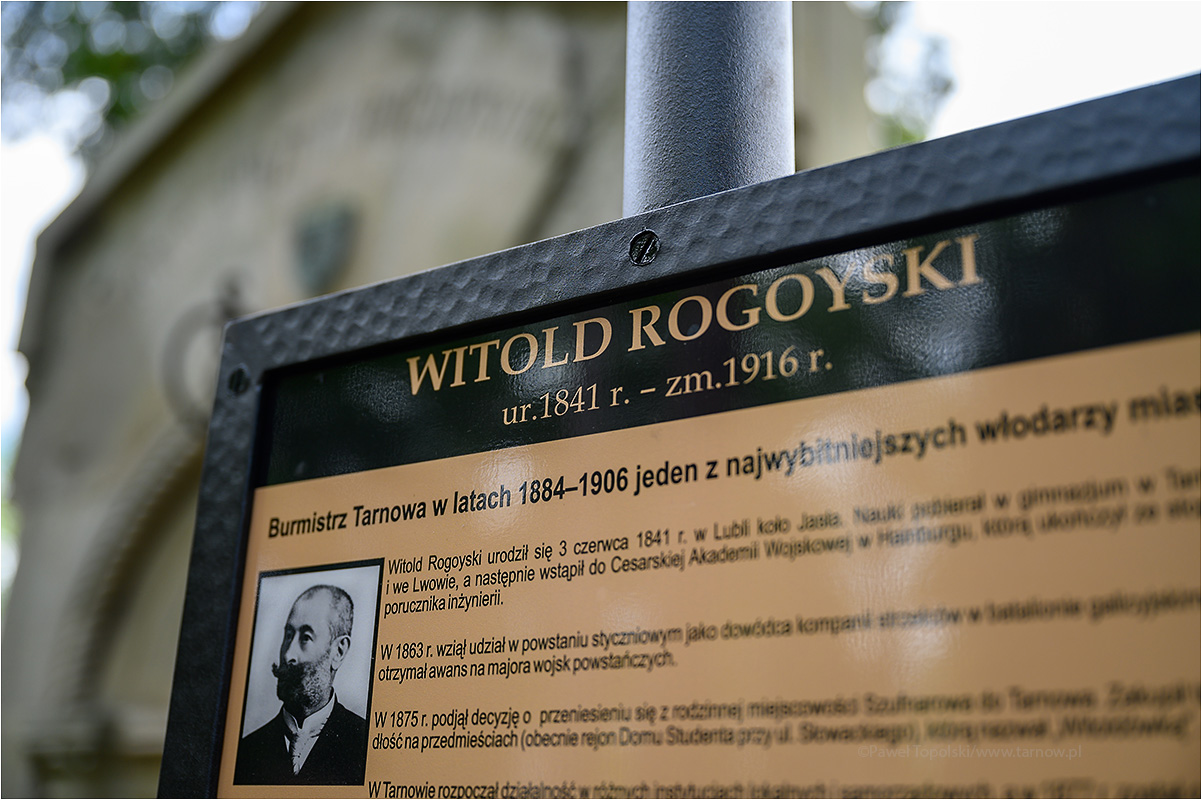 WITOLD ROGOYSKI
ur.1841 r. – zm.1916 r.
Burmistrz Tarnowa w latach 1884–1906 jeden z najwybitniejszych włodarzy
Witold Rogoyski urodził się 3 czerwca 1841 r. w Lubli koło Jasła. Nauki pobierał w gimnazjum w
i we Lwowie, a następnie wstąpił do Cesarskiej Akademii Wojskowej w Hainburgu, którą ukończył ze
porucznika inżynierii.
W 1863 r. wziął udział w powstaniu styczniowym jako dowódca kompanii strzelców w batalionie
otrzymał awans na majora wojsk powstańczych.
W 1875 r. podjął decyzję o przeniesieniu się z rodzinnej miejscowości Szufnarowa do Tarnowa. Zakupił
dłość na przedmieściach (obecnie rejon Domu Studenta przy ul. Słowackiego), którą nazwał
W Tarnowie rozpoczął działalność w różnych instytucjach
©Paweł Topolski/www.tarnow.pl